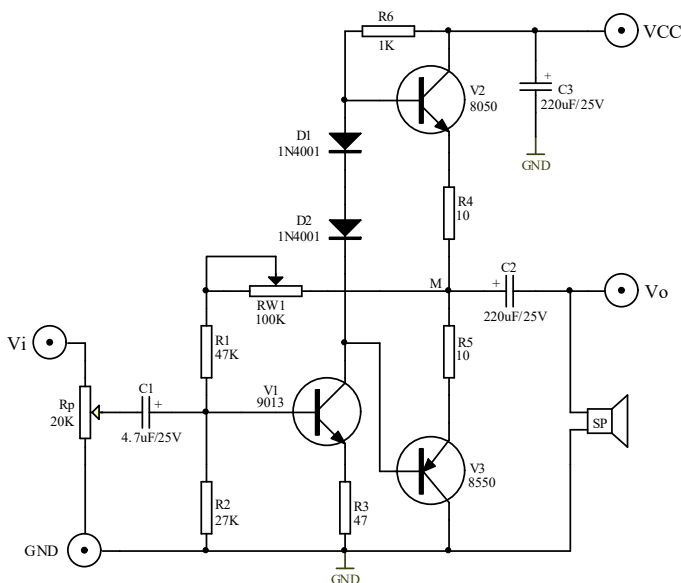 R6
1K
VCC
V2
8050
+
C3
220uF/25V
GND
D1
1N4001
D2
1N4001
R4
10
M
C2
+
220uF/25V
Vo
RW1
100K
R1
47K
R5
10
Vi
Rp
20K
C1
+
4.7uF/25V
V1
9013
SP
V3
8550
R2
27K
R3
47
GND
GND